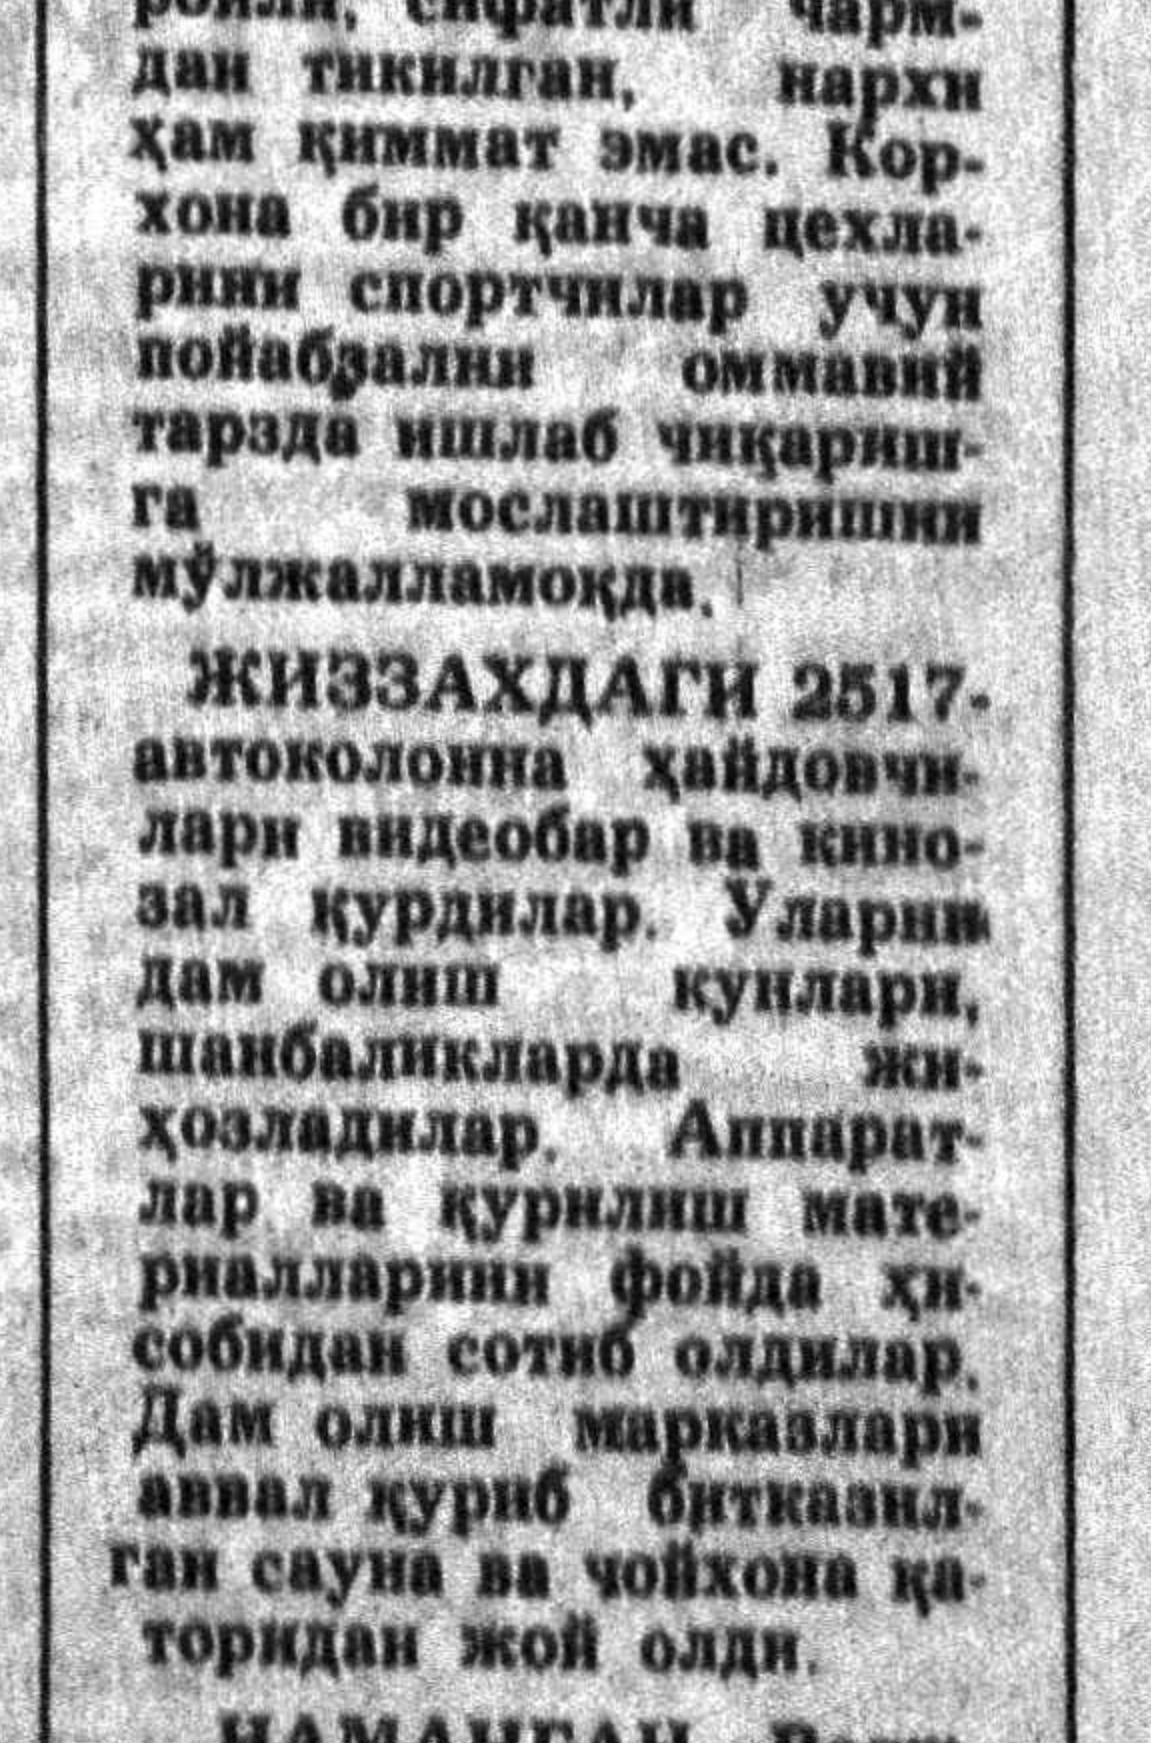 сифатли чарм-
дан тикилган, нархи
ҳам қиммат эмас. Кор-
хона бир қанча цехла-
рини спортчилар учун
пойабзални оммавий
тарзда ишлаб чиқариш-
га мослаштиришни
мўлжалламоқда.
ЖИЗЗАХДАГИ 2517-
автоколонна ҳайдовчи-
лари видеобар ва кино-
зал қурдилар. Уларни
дам олиш кунлари,
шанбаликларда жи-
ҳозладилар. Аппарат-
лар ва қурилиш мате-
риалларини фойда ҳи-
собидан сотиб олдилар.
Дам олиш марказлари
аввал қуриб битказил-
ган сауна ва чойхона қа-
торидан жой олди.
НАМАНГАН